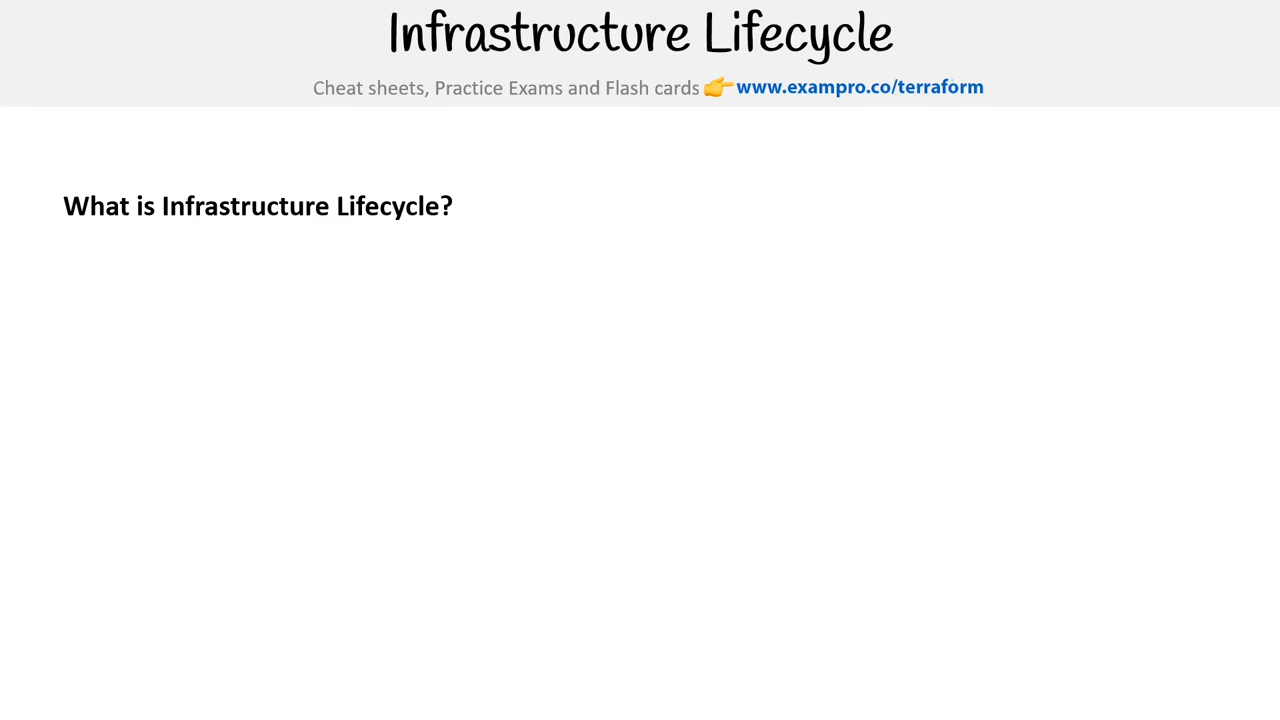 Infrastructure Lifecycle
Cheat sheets, Practice Exams and Flash cards 👉 www.exampro.co/terraform
What is Infrastructure Lifecycle?